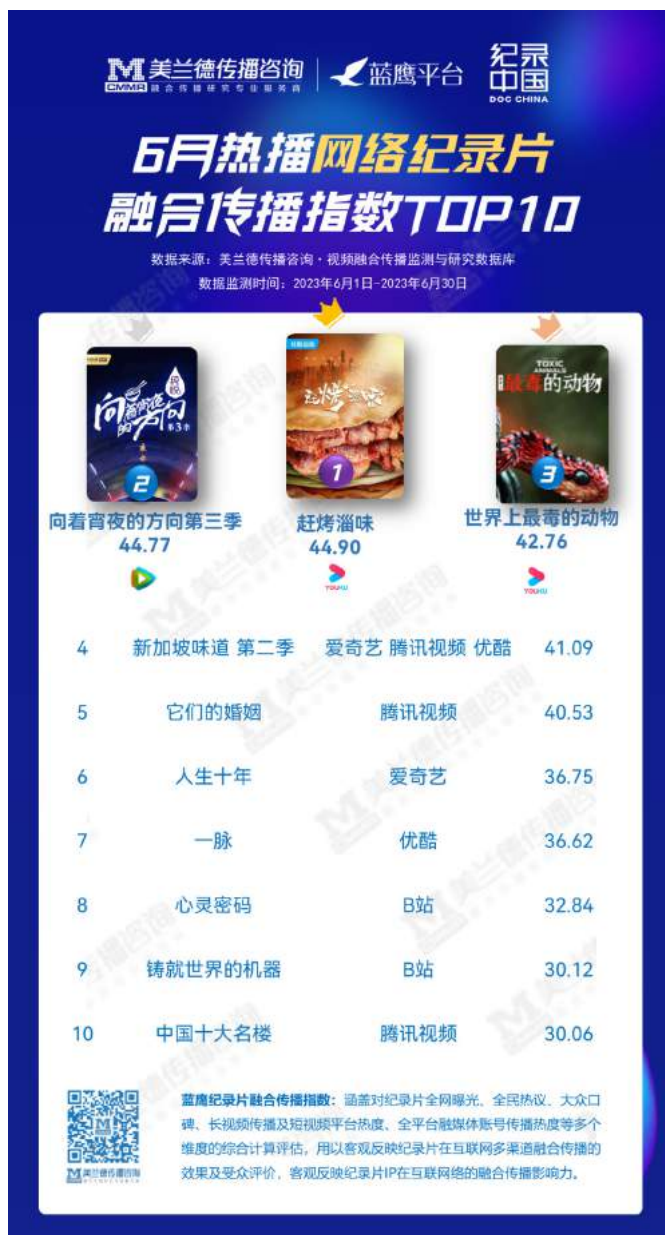 美兰德传播咨询
CMMR 融合传播研究专业服务商
蓝鹰平台
纪录中国
DOC CHINA
6月热播网络纪录片
融合传播指数TOP10
数据来源：美兰德传播咨询·视频融合传播监测与研究数据库
数据监测时间：2023年6月1日-2023年6月30日
向着宵夜的方向 第3季
2
赶烤淄味
1
TOXIC ANIMALS
最毒的动物
3
向着宵夜的方向第三季
44.77
赶烤淄味
44.90
YOUKU
世界上最毒的动物
42.76
YOUKU
4 新加坡味道 第二季 爱奇艺 腾讯视频 优酷 41.09
5 它们的婚姻 腾讯视频 40.53
6 人生十年 爱奇艺 36.75
7 一脉 优酷 36.62
8 心灵密码 B站 32.84
9 铸就世界的机器 B站 30.12
10 中国十大名楼 腾讯视频 30.06
蓝鹰纪录片融合传播指数：涵盖对纪录片全网曝光、全民热议、大众口
碑、长视频传播及短视频平台热度、全平台融媒体账号传播热度等多个
维度的综合计算评估，用以客观反映纪录片在互联网多渠道融合传播的
效果及受众评价，客观反映纪录片IP在互联网络的融合传播影响力。
美兰德传播咨询